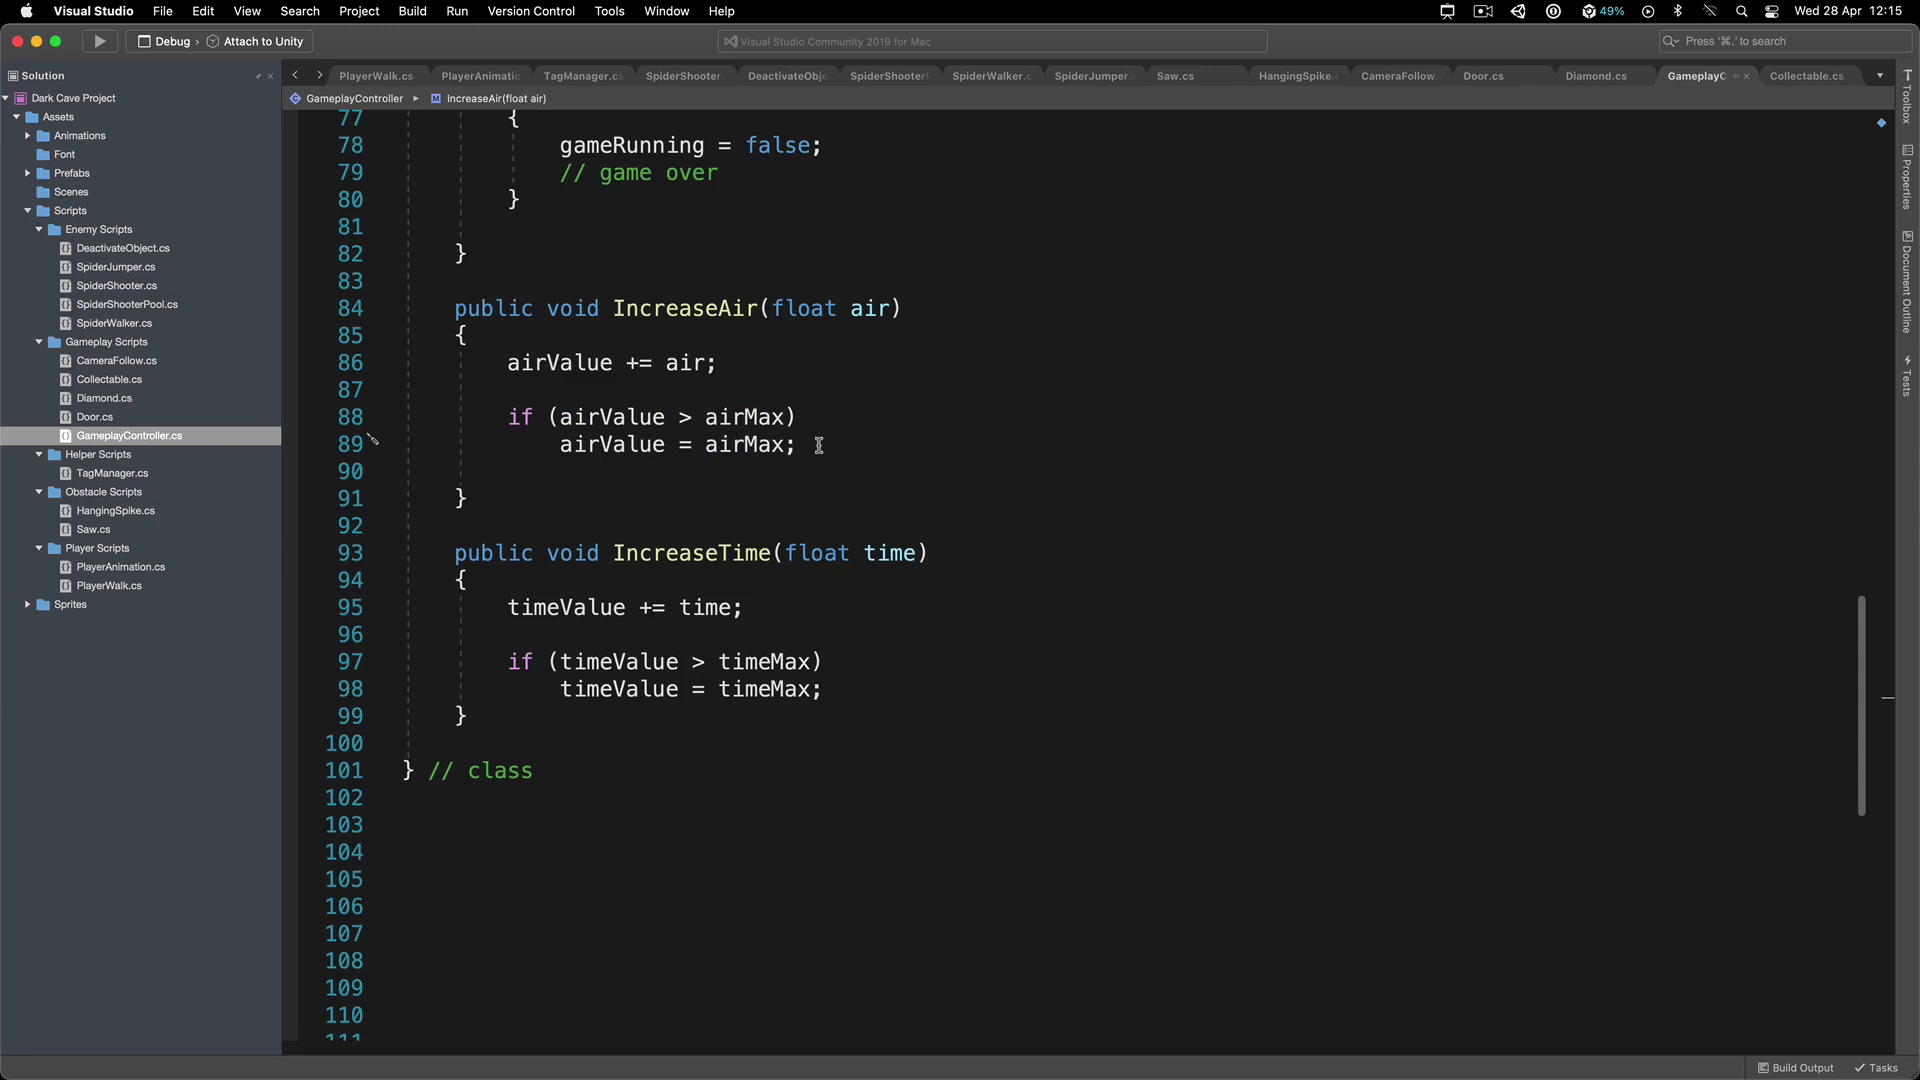 Visual Studio File Edit View Search Project Build Run Version Control Tools Window Help 49% Wed 28 Apr 12:15
Debug › Attach to Unity Visual Studio Community 2019 for Mac Press '⌘.' to search
Solution
PlayerWalk.cs PlayerAnimatio TagManager.cs SpiderShooter. DeactivateObje SpiderShooterP SpiderWalker.c SpiderJumper. Saw.cs HangingSpike.c CameraFollow. Door.cs Diamond.cs GameplayC Collectable.cs
GameplayController ▸ M IncreaseAir(float air)
Dark Cave Project
Assets
Animations
Font
Prefabs
Scenes
Scripts
Enemy Scripts
DeactivateObject.cs
SpiderJumper.cs
SpiderShooter.cs
SpiderShooterPool.cs
SpiderWalker.cs
Gameplay Scripts
CameraFollow.cs
Collectable.cs
Diamond.cs
Door.cs
GameplayController.cs
Helper Scripts
TagManager.cs
Obstacle Scripts
HangingSpike.cs
Saw.cs
Player Scripts
PlayerAnimation.cs
PlayerWalk.cs
Sprites
77 {
78 gameRunning = false;
79 // game over
80 }
81
82 }
83
84 public void IncreaseAir(float air)
85 {
86 airValue += air;
87
88 if (airValue > airMax)
89 airValue = airMax;
90
91 }
92
93 public void IncreaseTime(float time)
94 {
95 timeValue += time;
96
97 if (timeValue > timeMax)
98 timeValue = timeMax;
99 }
100
101 } // class
102
103
104
105
106
107
108
109
110
111
Toolbox
Properties
Document Outline
Tests
Build Output Tasks